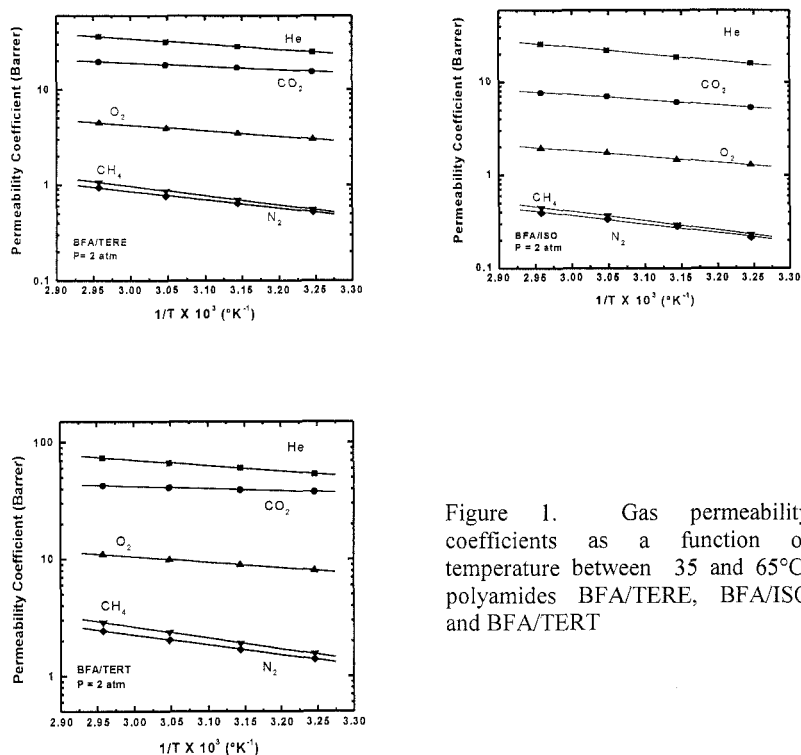 Permeability Coefficient (Barrer)
10
1
0.1
He
CO2
O2
CH4
N2
BFA/TERE
P= 2 atm
2.90 2.95 3.00 3.05 3.10 3.15 3.20 3.25 3.30
1/T X 10³ (°K⁻¹)
Permeability Coefficient (Barrer)
10
1
0.1
He
CO2
O2
CH4
N2
BFA/ISO
P= 2 atm
2.90 2.95 3.00 3.05 3.10 3.15 3.20 3.25 3.30
1/T X 10³ (°K⁻¹)
Permeability Coefficient (Barrer)
100
10
1
He
CO2
O2
CH4
N2
BFA/TERT
P = 2 atm
2.90 2.95 3.00 3.05 3.10 3.15 3.20 3.25 3.30
1/T X 10³ (°K⁻¹)
Figure 1. Gas permeability
coefficients as a function o
temperature between 35 and 65°C
polyamides BFA/TERE, BFA/ISO
and BFA/TERT